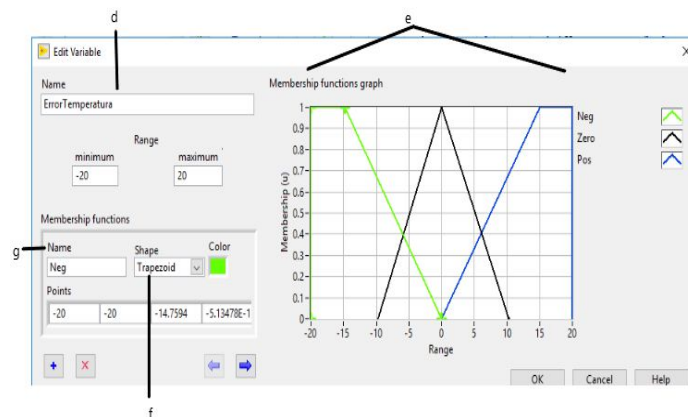 d
e
Edit Variable
Name
ErrorTemperatura
Range
minimum
maximum
-20
20
Membership functions
g
Name
Shape
Color
Neg
Trapezoid
Points
-20
-20
-14.7594
-5.13478E-1
f
Membership functions graph
Membership (u)
1
0.9
0.8
0.7
0.6
0.5
0.4
0.3
0.2
0.1
0
-20
-15
-10
-5
0
5
10
15
20
Range
Neg
Zero
Pos
OK
Cancel
Help